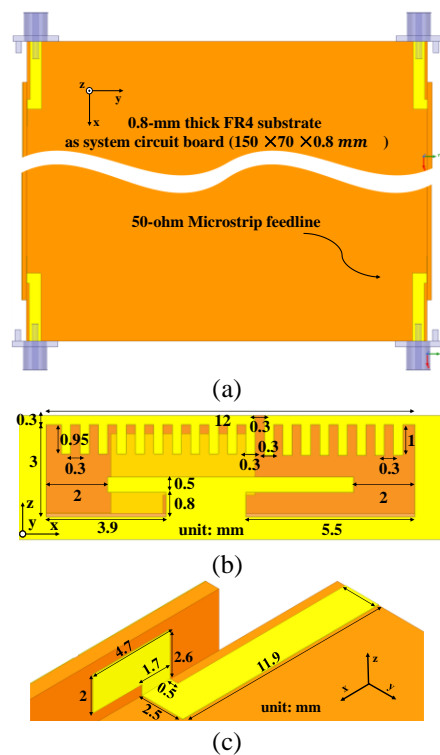 z
y
x
0.8-mm thick FR4 substrate
as system circuit board (150 ×70 ×0.8 mm )
50-ohm Microstrip feedline
(a)
0.3
12
0.3
0.95
1
3
0.3
0.3
0.3
0.3
2
0.5
2
0.8
z
y
x
3.9
unit: mm
5.5
(b)
4.7
2.6
1.7
11.9
2
0.5
2.5
z
x
y
unit: mm
(c)